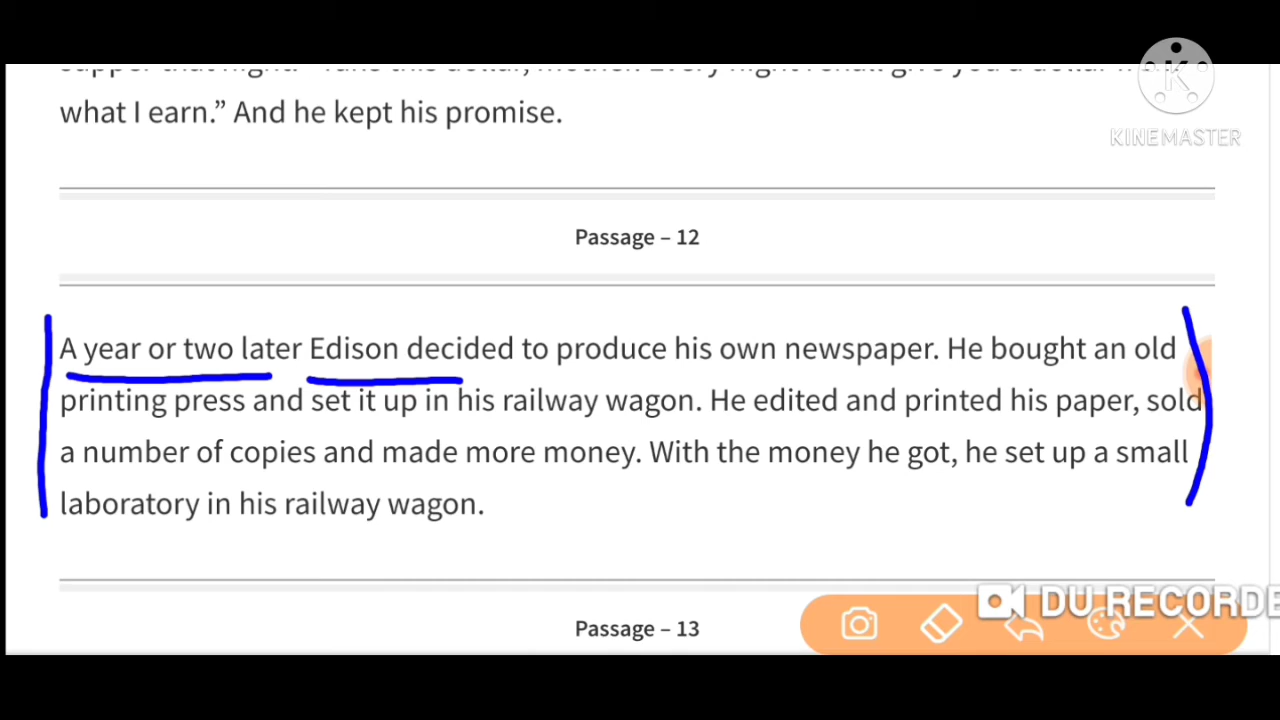 what I earn.” And he kept his promise.
KINEMASTER
Passage – 12
A year or two later Edison decided to produce his own newspaper. He bought an old
printing press and set it up in his railway wagon. He edited and printed his paper, sold
a number of copies and made more money. With the money he got, he set up a small
laboratory in his railway wagon.
DU RECORDE
Passage – 13